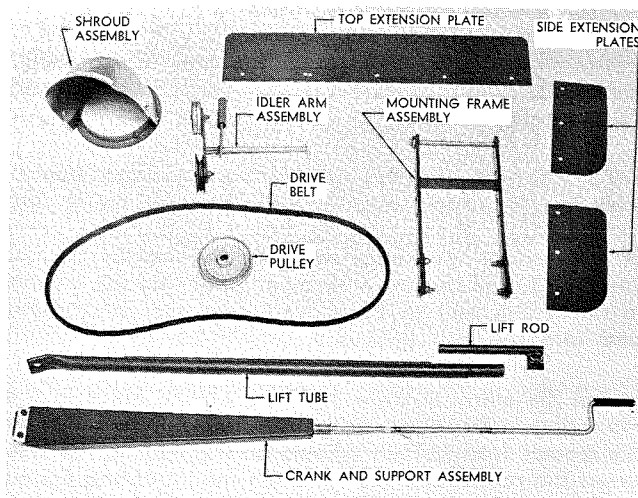 SHROUD
ASSEMBLY
TOP EXTENSION PLATE
SIDE EXTENSION
PLATES
IDLER ARM
ASSEMBLY
MOUNTING FRAME
ASSEMBLY
DRIVE
BELT
DRIVE
PULLEY
LIFT ROD
LIFT TUBE
CRANK AND SUPPORT ASSEMBLY